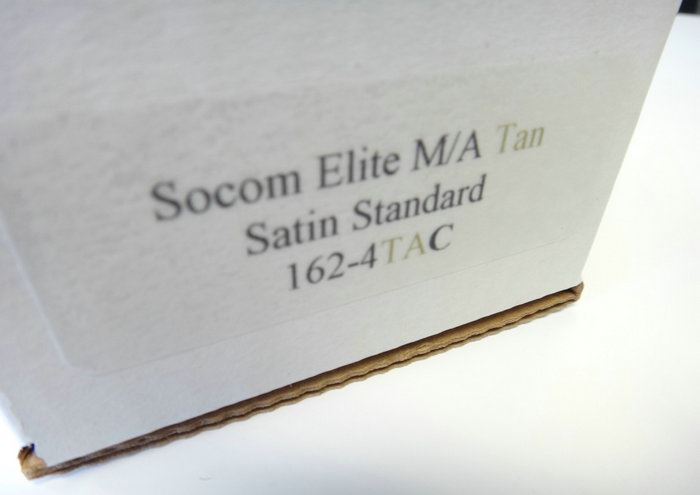 Socom Elite M/A Tan
Satin Standard
162-4TAC